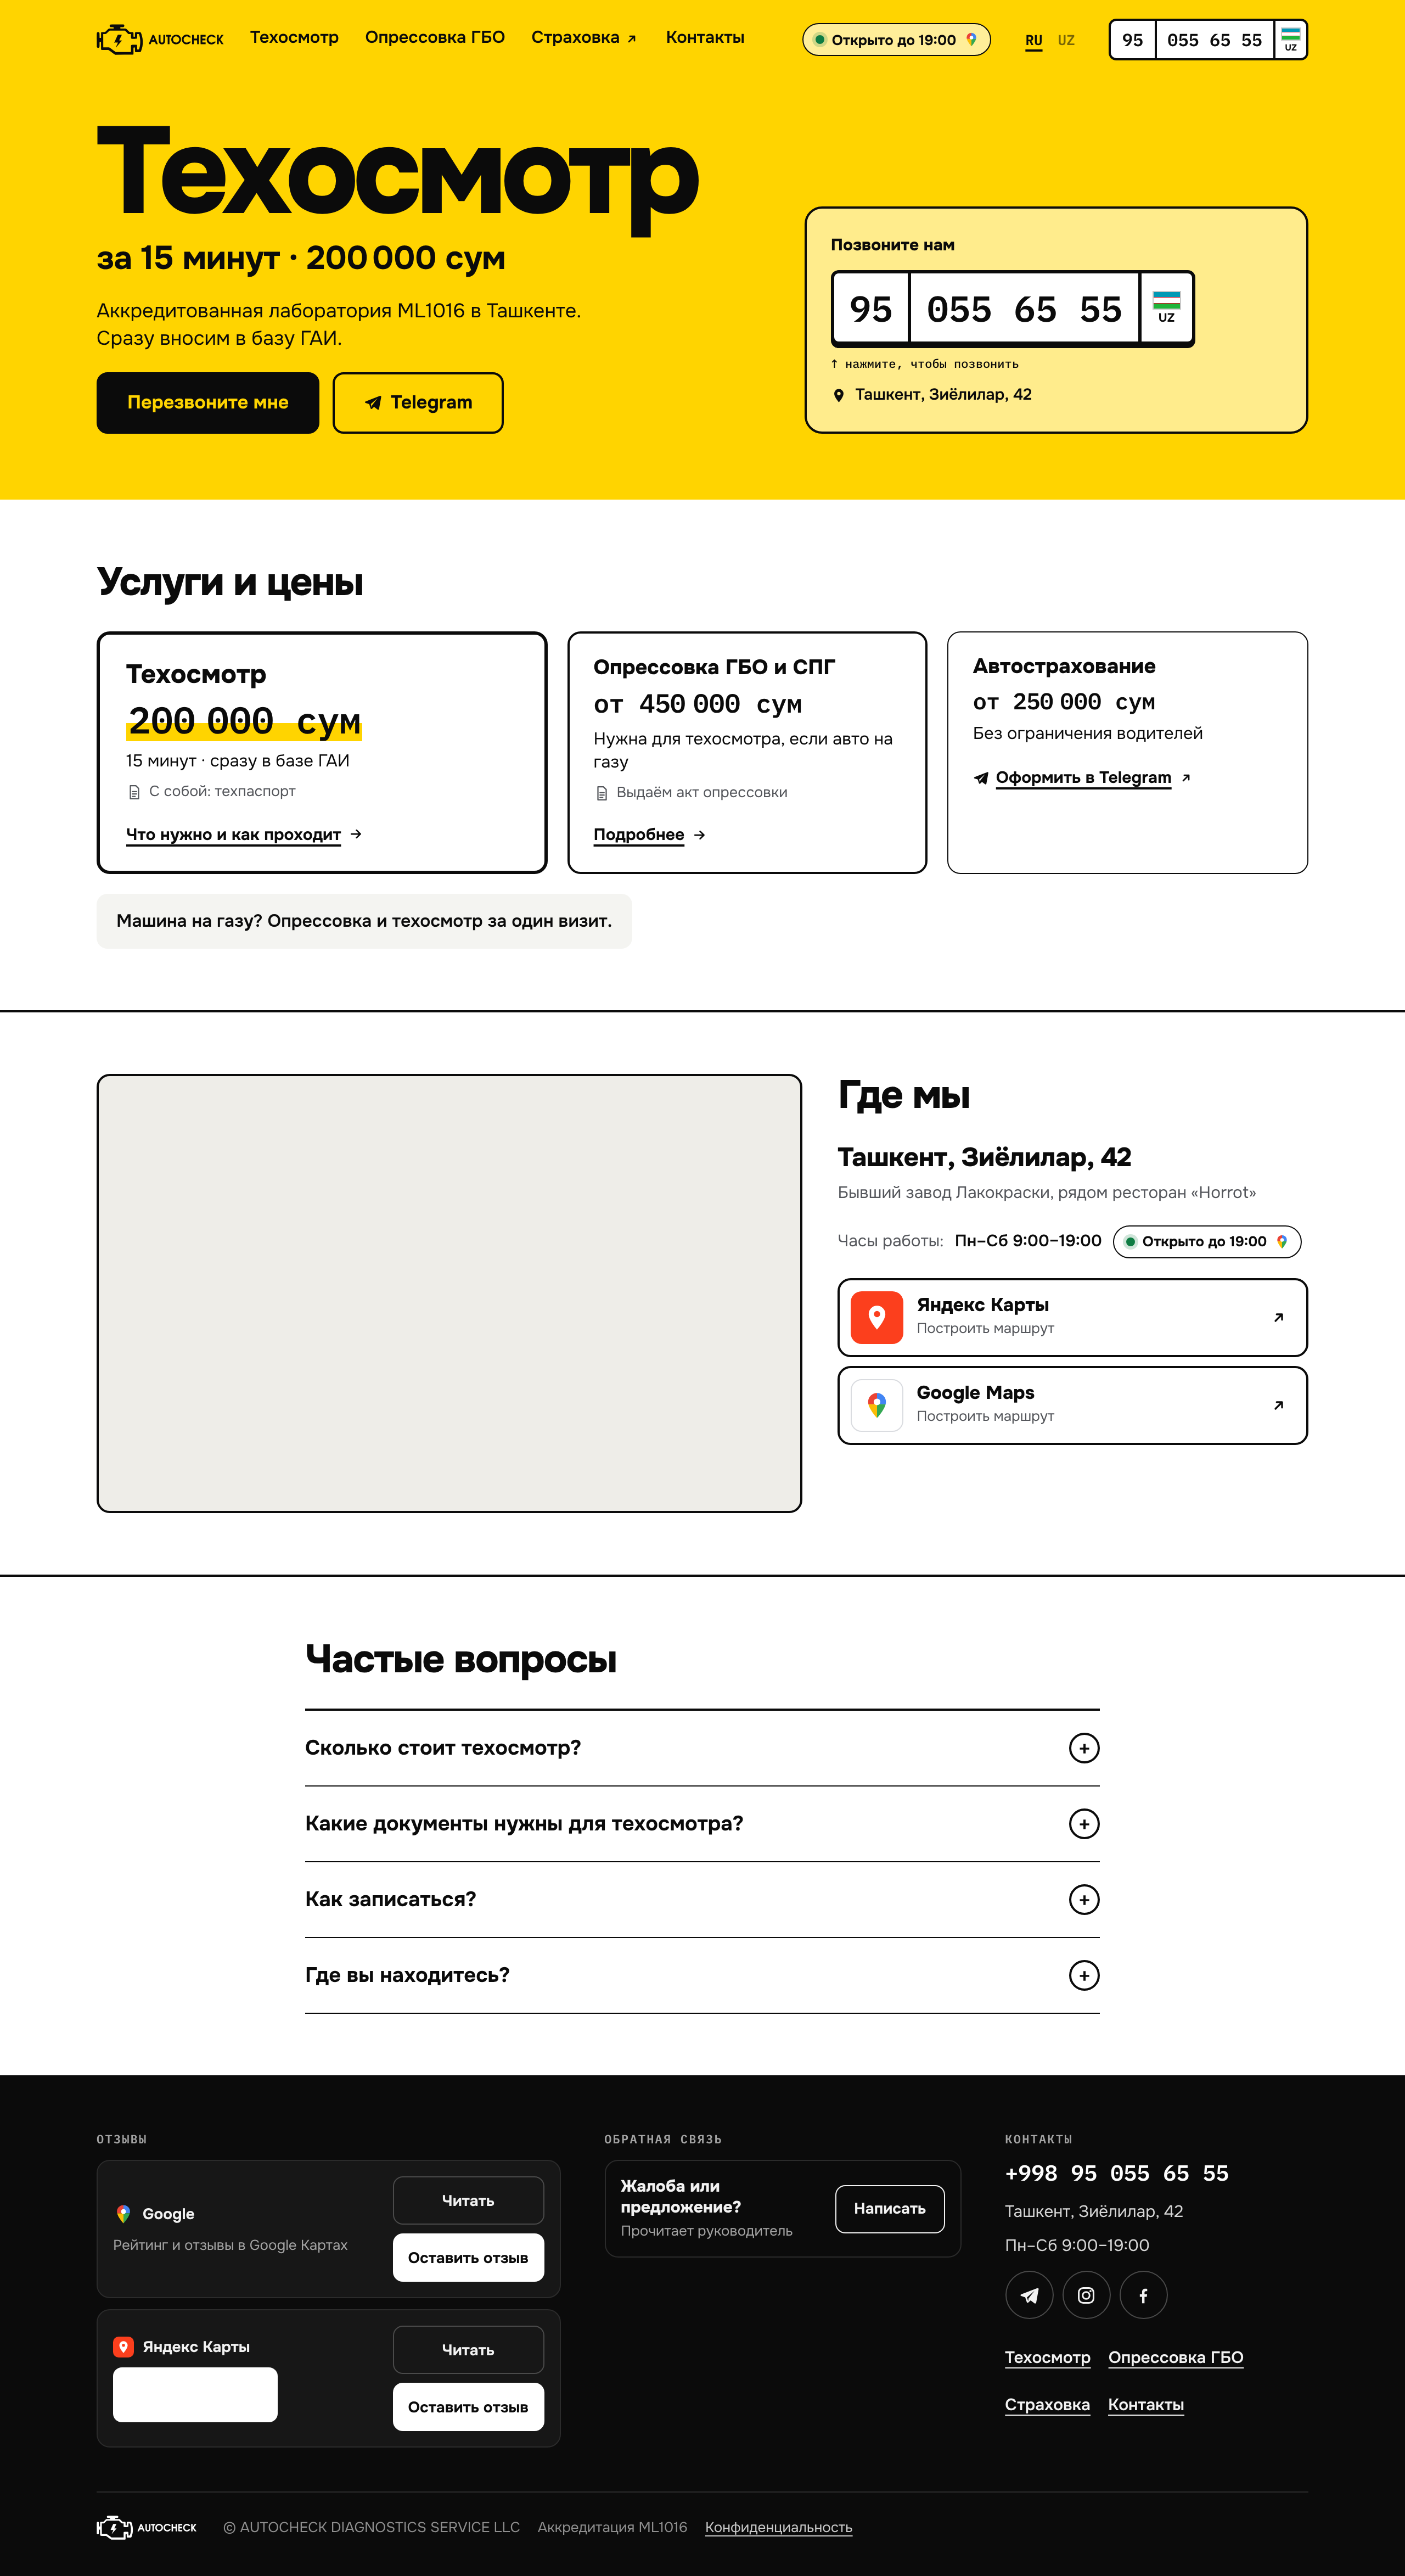 AUTOCHECK
Техосмотр
Опрессовка ГБО
Страховка ↗
Контакты
Открыто до 19:00
RU UZ
95 055 65 55 UZ
Техосмотр
за 15 минут · 200 000 сум
Аккредитованная лаборатория ML1016 в Ташкенте.
Сразу вносим в базу ГАИ.
Перезвоните мне
Telegram
Позвоните нам
95 055 65 55 UZ
↑ нажмите, чтобы позвонить
Ташкент, Зиёлилар, 42
Услуги и цены
Техосмотр
200 000 сум
15 минут · сразу в базе ГАИ
С собой: техпаспорт
Что нужно и как проходит →
Опрессовка ГБО и СПГ
от 450 000 сум
Нужна для техосмотра, если авто на
газу
Выдаём акт опрессовки
Подробнее →
Автострахование
от 250 000 сум
Без ограничения водителей
Оформить в Telegram ↗
Машина на газу? Опрессовка и техосмотр за один визит.
Где мы
Ташкент, Зиёлилар, 42
Бывший завод Лакокраски, рядом ресторан «Horrot»
Часы работы: Пн–Сб 9:00–19:00 Открыто до 19:00
Яндекс Карты
Построить маршрут
↗
Google Maps
Построить маршрут
↗
Частые вопросы
Сколько стоит техосмотр? +
Какие документы нужны для техосмотра? +
Как записаться? +
Где вы находитесь? +
ОТЗЫВЫ
Google
Рейтинг и отзывы в Google Картах
Читать
Оставить отзыв
Яндекс Карты
Читать
Оставить отзыв
ОБРАТНАЯ СВЯЗЬ
Жалоба или
предложение?
Прочитает руководитель
Написать
КОНТАКТЫ
+998 95 055 65 55
Ташкент, Зиёлилар, 42
Пн–Сб 9:00–19:00
Техосмотр Опрессовка ГБО
Страховка Контакты
AUTOCHECK
© AUTOCHECK DIAGNOSTICS SERVICE LLC Аккредитация ML1016 Конфиденциальность